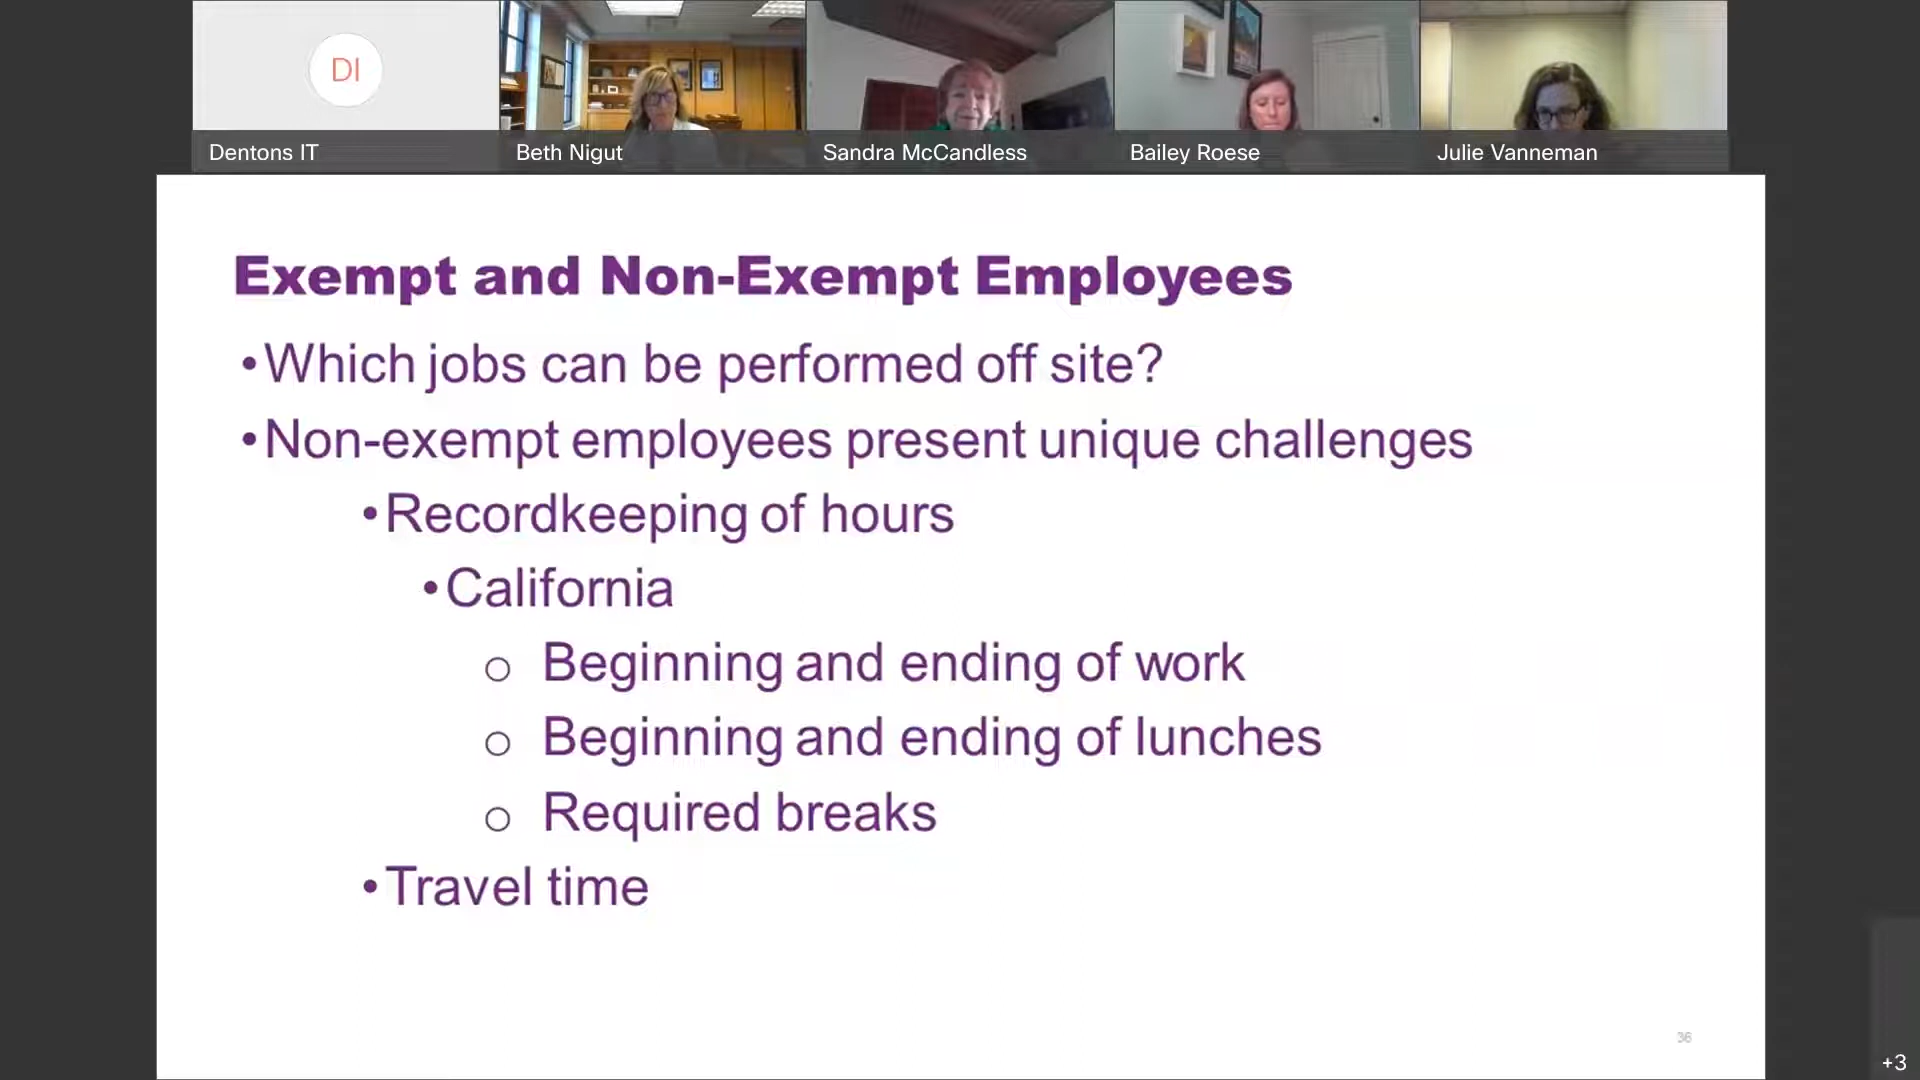 DI
Dentons IT
Beth Nigut
Sandra McCandless
Bailey Roese
Julie Vanneman
Exempt and Non-Exempt Employees
•Which jobs can be performed off site?
•Non-exempt employees present unique challenges
•Recordkeeping of hours
•California
o Beginning and ending of work
o Beginning and ending of lunches
o Required breaks
•Travel time
36
+3